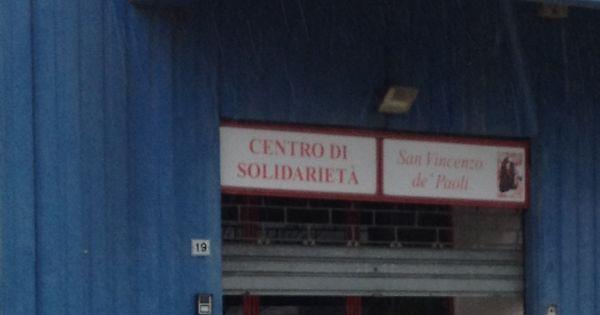 CENTRO DI
SOLIDARIETÀ
San Vincenzo
de' Paoli
19